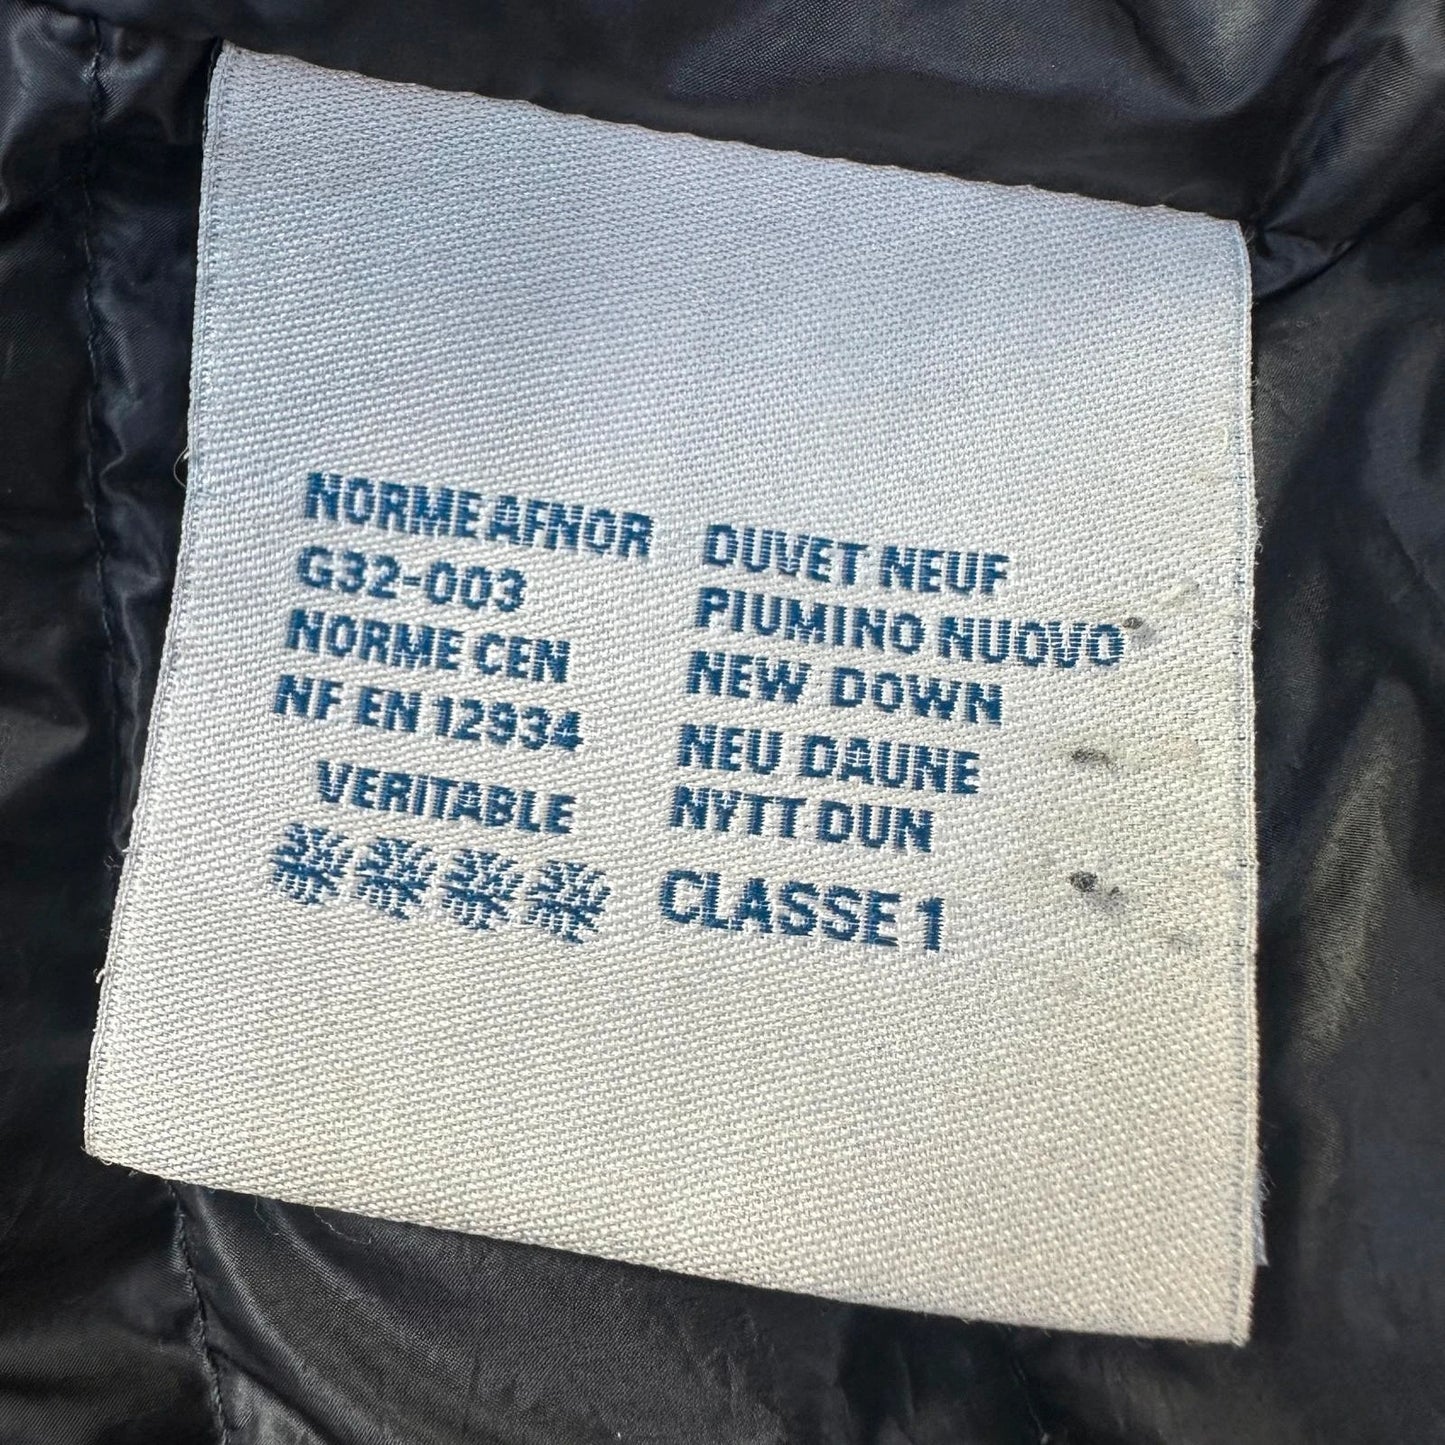 NORME AFNOR
G32-003
NORME CEN
NF EN 12934
VERITABLE
DUVET NEUF
PIUMINO NUOVO
NEW DOWN
NEU DAUNE
NYTT DUN
CLASSE 1